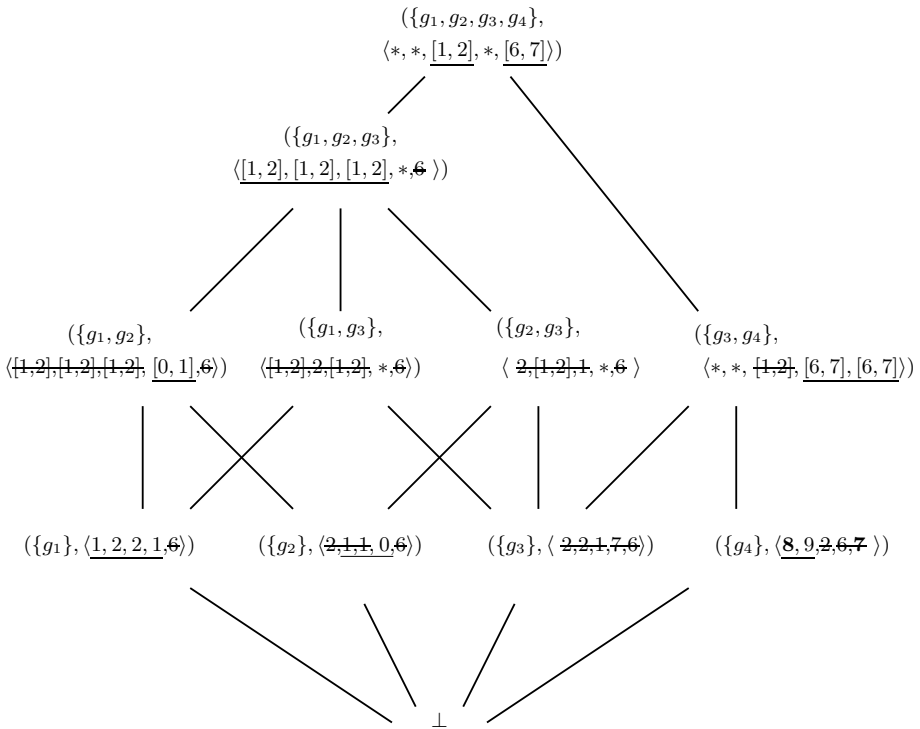 ({g₁, g₂, g₃, g₄},
⟨∗, ∗, [1, 2], ∗, [6, 7]⟩)
({g₁, g₂, g₃},
⟨[1, 2], [1, 2], [1, 2], ∗,6 ⟩)
({g₁, g₂},
⟨[1,2],[1,2],[1,2], [0, 1],6⟩)
({g₁, g₃},
⟨[1,2],2,[1,2], ∗,6⟩)
({g₂, g₃},
⟨ 2,[1,2],1, ∗,6 ⟩
({g₃, g₄},
⟨∗, ∗, [1,2], [6, 7], [6, 7]⟩)
({g₁}, ⟨1, 2, 2, 1,6⟩)
({g₂}, ⟨2,1,1, 0,6⟩)
({g₃}, ⟨ 2,2,1,7,6⟩)
({g₄}, ⟨8, 9,2,6,7 ⟩)
⊥